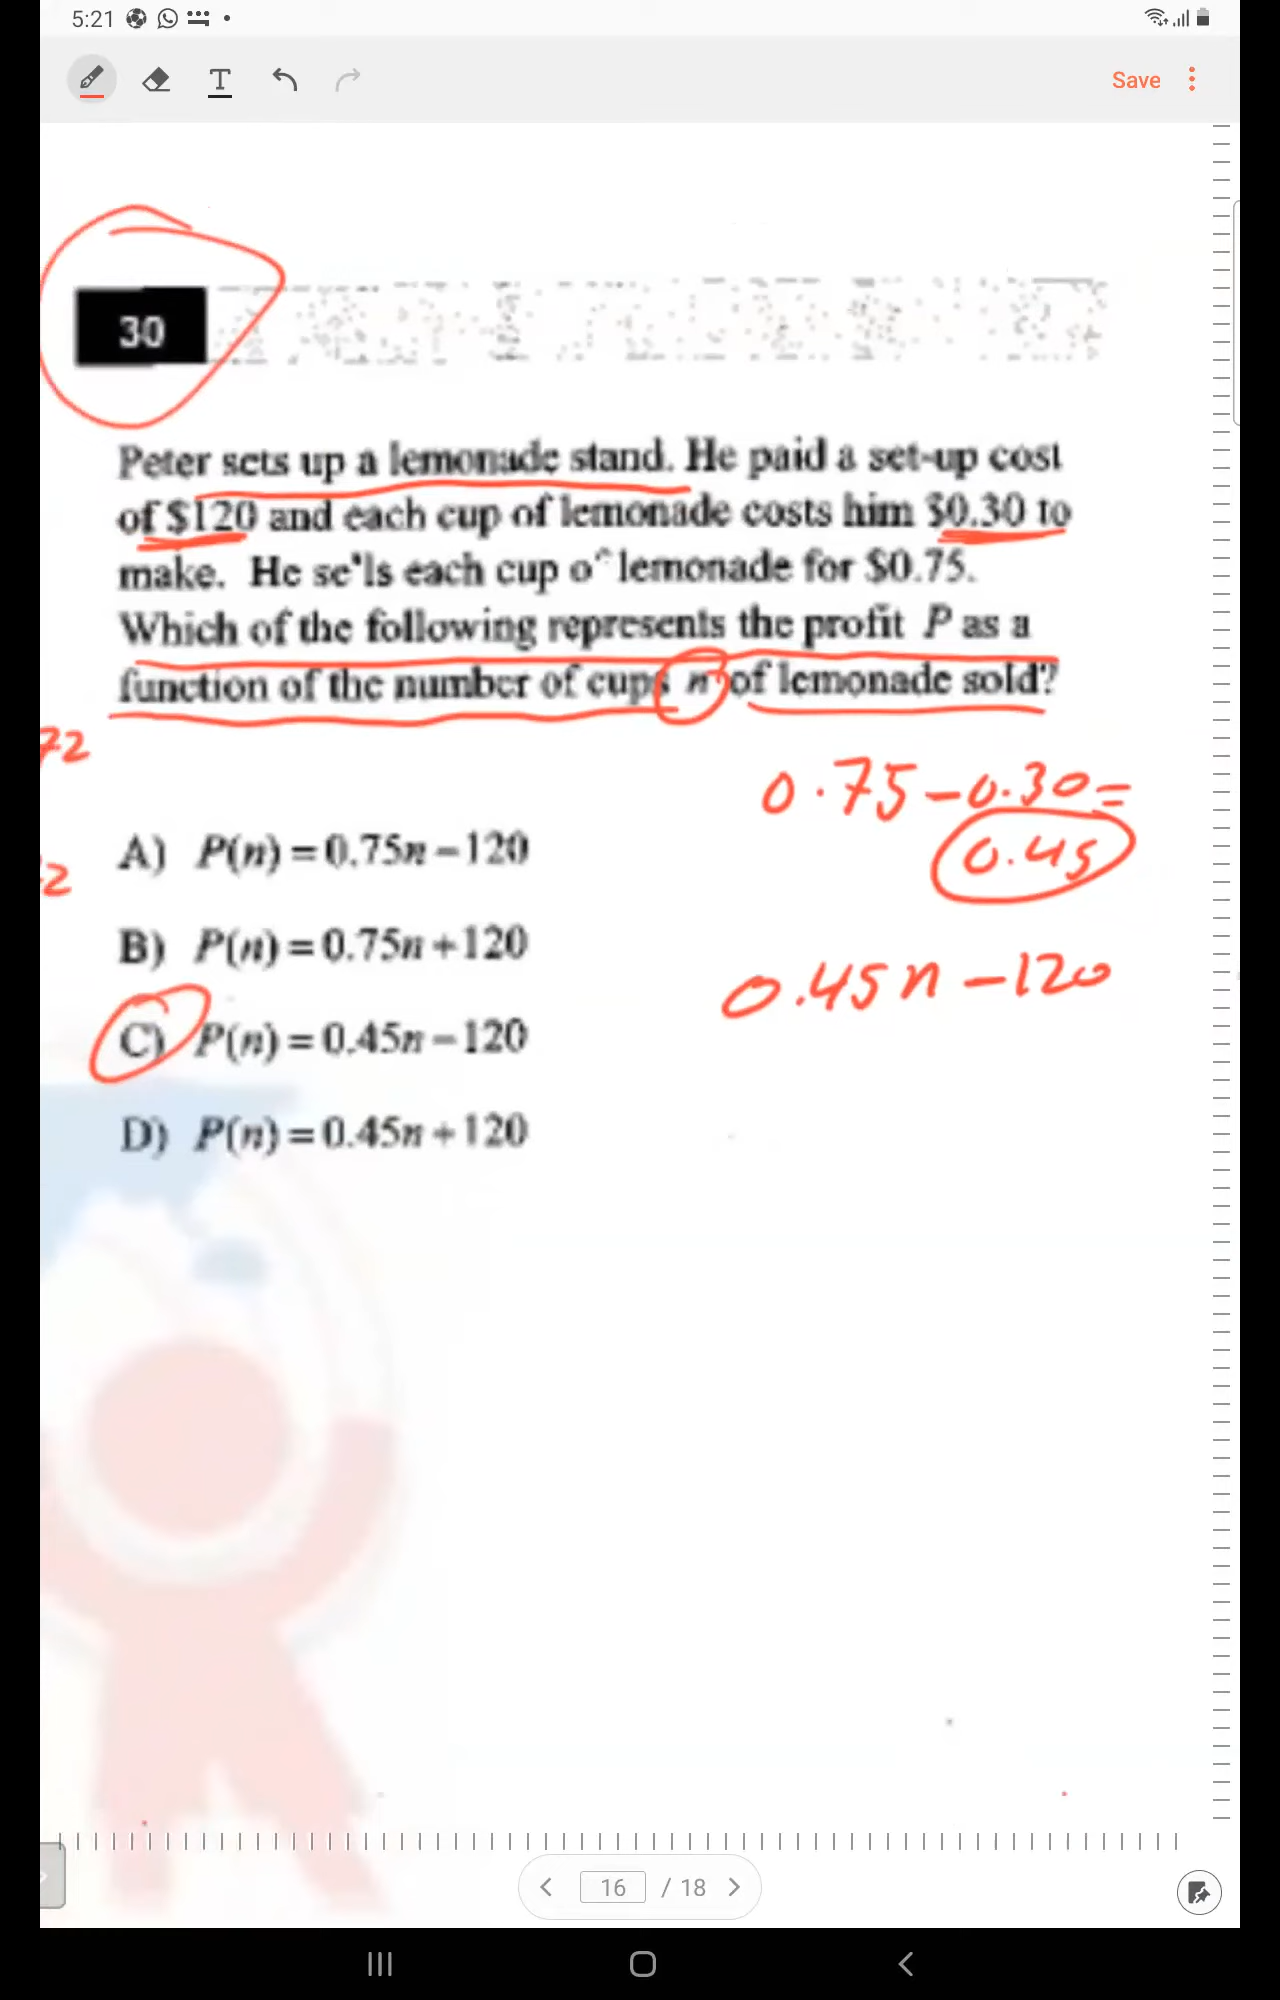 5:21
T
Save
30
Peter sets up a lemonade stand. He paid a set-up cost
of $120 and each cup of lemonade costs him $0.30 to
make. He se'ls each cup of lemonade for $0.75.
Which of the following represents the profit P as a
function of the number of cups n of lemonade sold?
72
0.75-0.30=
A) P(n) = 0.75n - 120
0.45
2
B) P(n) = 0.75n + 120
0.45n - 120
C) P(n) = 0.45n - 120
D) P(n) = 0.45n + 120
16 / 18